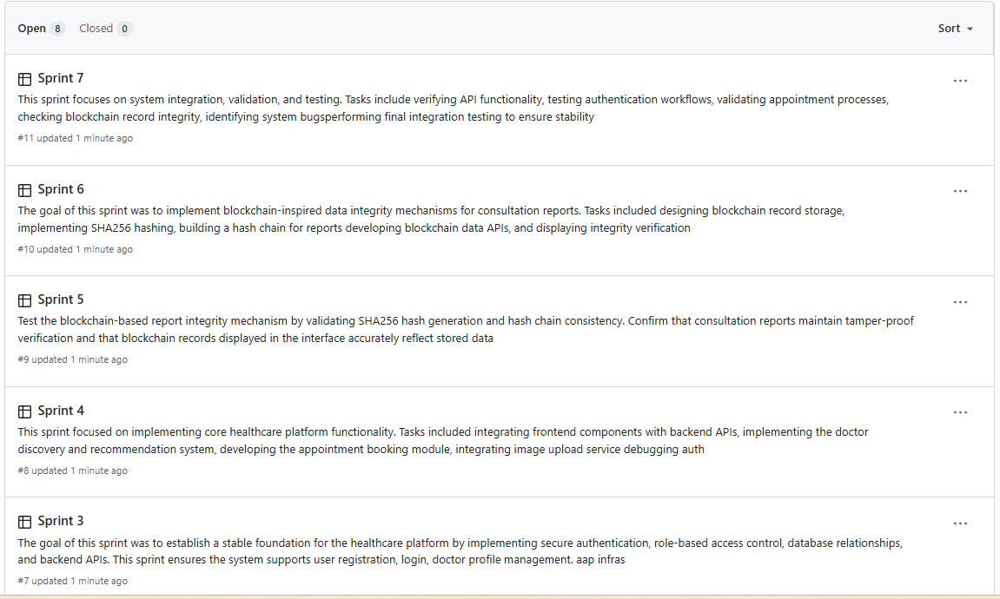 Open 8 Closed 0 Sort
Sprint 7
This sprint focuses on system integration, validation, and testing. Tasks include verifying API functionality, testing authentication workflows, validating appointment processes,
checking blockchain record integrity, identifying system bugsperforming final integration testing to ensure stability
#11 updated 1 minute ago
Sprint 6
The goal of this sprint was to implement blockchain-inspired data integrity mechanisms for consultation reports. Tasks included designing blockchain record storage,
implementing SHA256 hashing, building a hash chain for reports developing blockchain data APIs, and displaying integrity verification
#10 updated 1 minute ago
Sprint 5
Test the blockchain-based report integrity mechanism by validating SHA256 hash generation and hash chain consistency. Confirm that consultation reports maintain tamper-proof
verification and that blockchain records displayed in the interface accurately reflect stored data
#9 updated 1 minute ago
Sprint 4
This sprint focused on implementing core healthcare platform functionality. Tasks included integrating frontend components with backend APIs, implementing the doctor
discovery and recommendation system, developing the appointment booking module, integrating image upload service debugging auth
#8 updated 1 minute ago
Sprint 3
The goal of this sprint was to establish a stable foundation for the healthcare platform by implementing secure authentication, role-based access control, database relationships,
and backend APIs. This sprint ensures the system supports user registration, login, doctor profile management. aap infras
#7 updated 1 minute ago